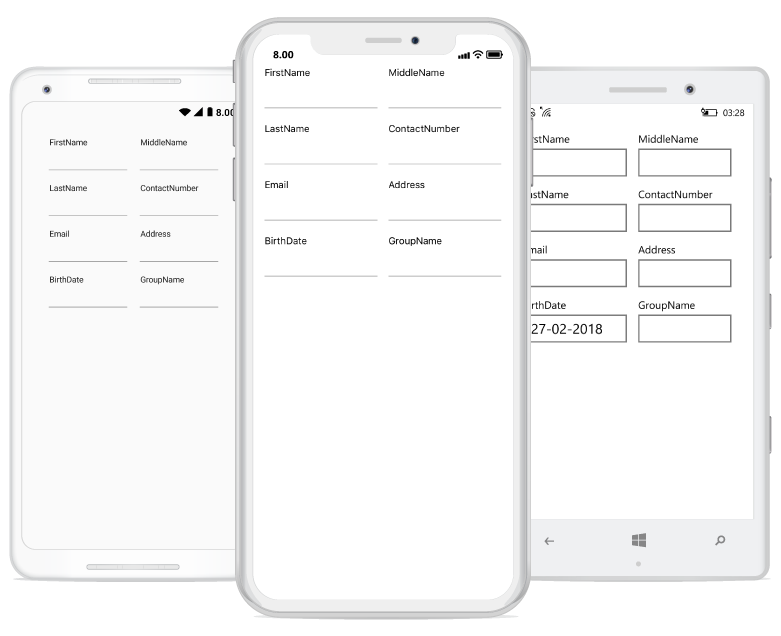 8.00
FirstName MiddleName
LastName ContactNumber
Email Address
BirthDate GroupName
8.00
FirstName MiddleName
LastName ContactNumber
Email Address
BirthDate GroupName
03:28
stName MiddleName
stName ContactNumber
mail Address
rthDate GroupName
27-02-2018